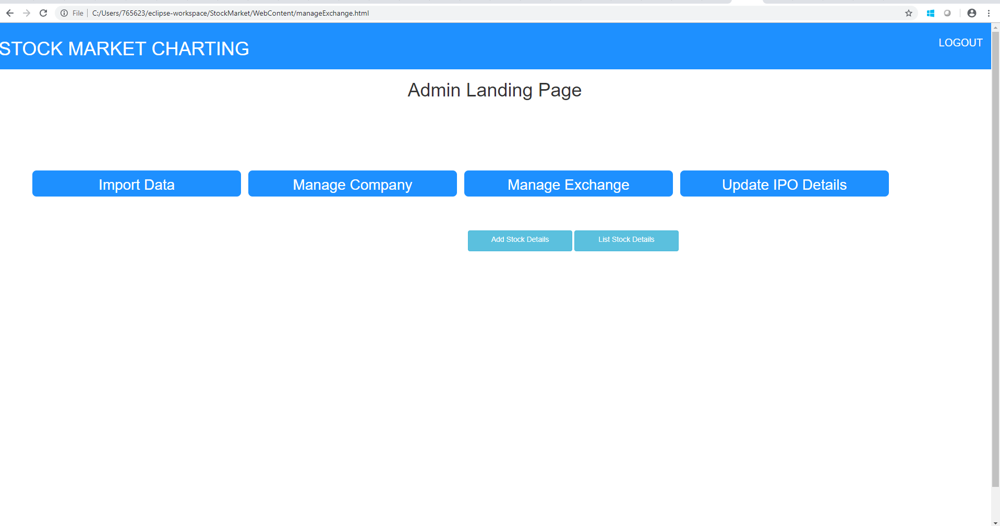 File C:/Users/765623/eclipse-workspace/StockMarket/WebContent/manageExchange.html
STOCK MARKET CHARTING
LOGOUT
Admin Landing Page
Import Data
Manage Company
Manage Exchange
Update IPO Details
Add Stock Details
List Stock Details